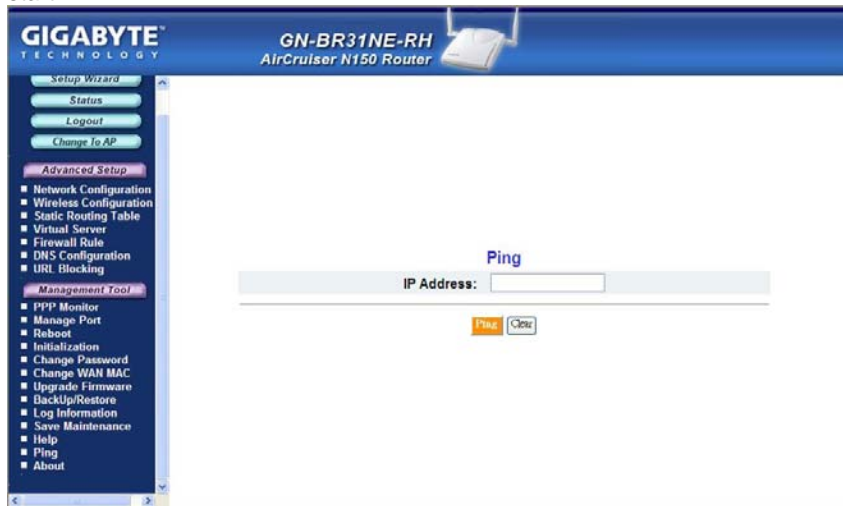 GIGABYTE™
TECHNOLOGY
GN-BR31NE-RH
AirCruiser N150 Router
Setup Wizard
Status
Logout
Change To AP
Advanced Setup
Network Configuration
Wireless Configuration
Static Routing Table
Virtual Server
Firewall Rule
DNS Configuration
URL Blocking
Management Tool
PPP Monitor
Manage Port
Reboot
Initialization
Change Password
Change WAN MAC
Upgrade Firmware
BackUp/Restore
Log Information
Save Maintenance
Help
Ping
About
Ping
IP Address:
Ping Clear